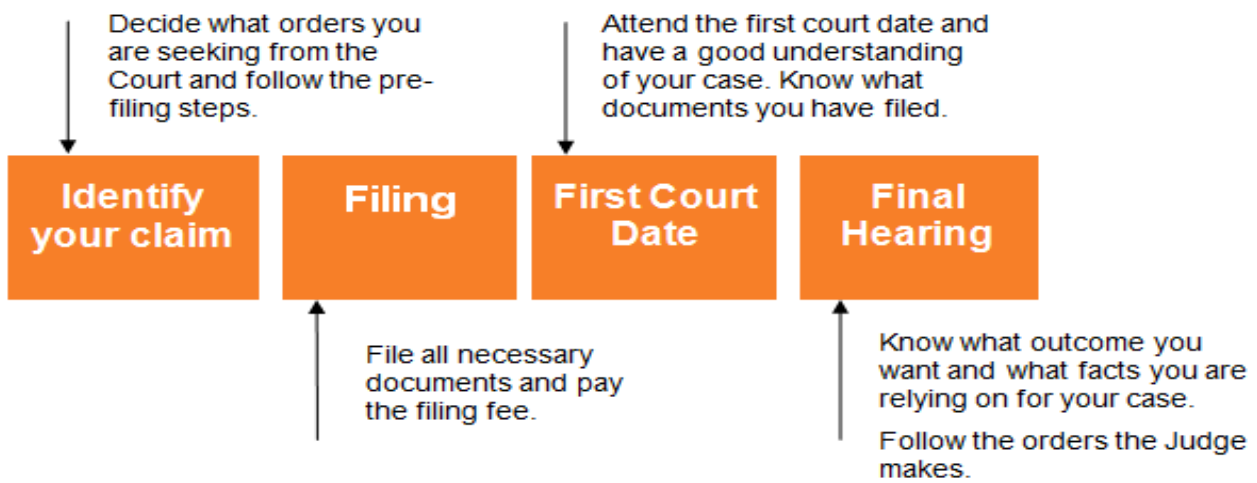 Decide what orders you
are seeking from the
Court and follow the pre-
filing steps.
Attend the first court date and
have a good understanding
of your case. Know what
documents you have filed.
Identify
your claim
Filing
First Court
Date
Final
Hearing
File all necessary
documents and pay
the filing fee.
Know what outcome you
want and what facts you are
relying on for your case.
Follow the orders the Judge
makes.